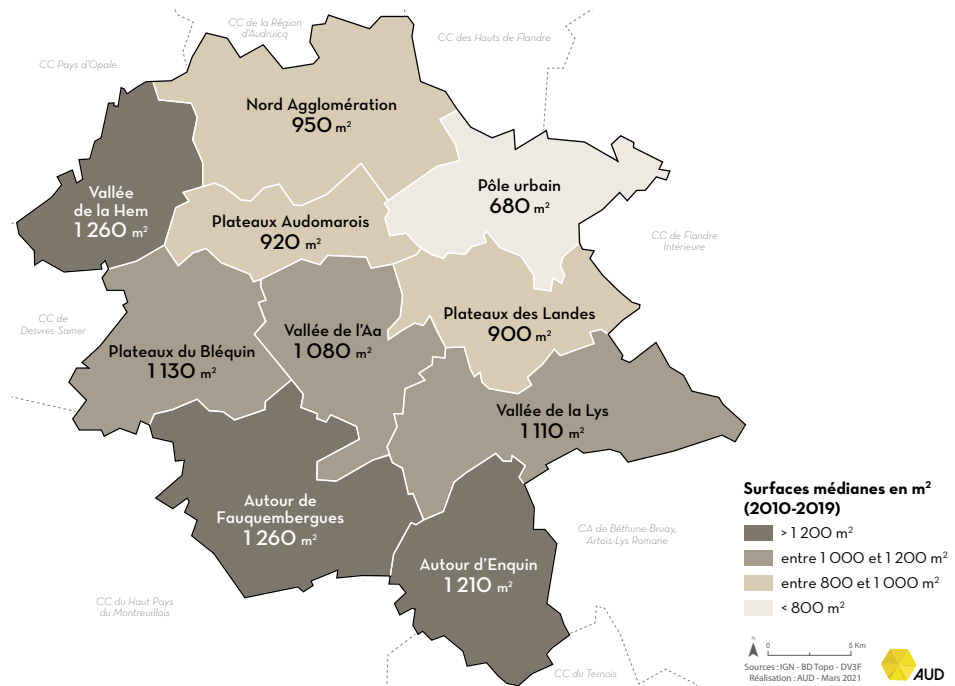 CC de la Région
d'Audruicq
CC des Hauts de Flandre
CC Pays d'Opale
Nord Agglomération
950 m²
Vallée
de la Hem
1 260 m²
Pôle urbain
680 m²
Plateaux Audomarois
920 m²
CC de Flandre
Intérieure
CC de
Desvres-Samer
Plateaux des Landes
900 m²
Vallée de l'Aa
1 080 m²
Plateaux du Bléquin
1 130 m²
Vallée de la Lys
1 110 m²
Autour de
Fauquembergues
1 260 m²
Autour d'Enquin
1 210 m²
CA de Béthune-Bruay,
Artois-Lys Romane
CC du Haut Pays
du Montreuillois
CC du Ternois
Surfaces médianes en m²
(2010-2019)
> 1 200 m²
entre 1 000 et 1 200 m²
entre 800 et 1 000 m²
< 800 m²
N
0 5 Km
Sources : IGN - BD Topo - DV3F
Réalisation : AUD - Mars 2021
AUD